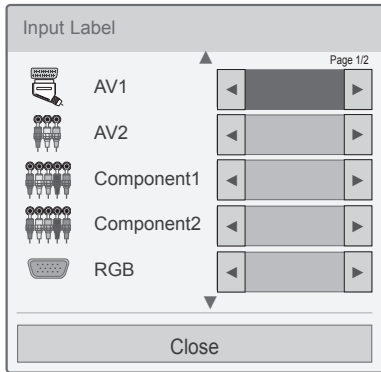 Input Label
Page 1/2
AV1
AV2
Component1
Component2
RGB
Close